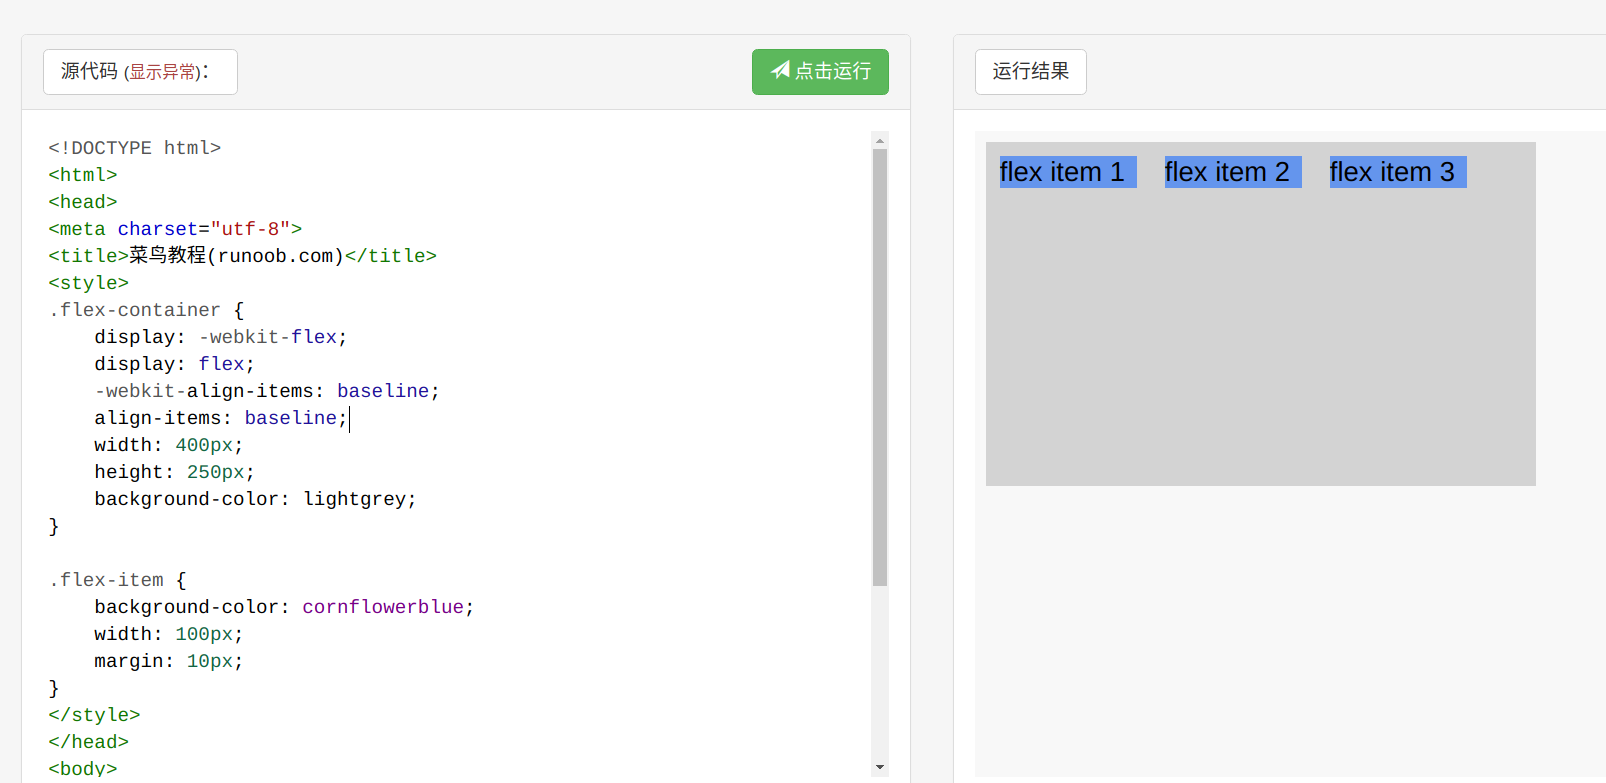 源代码 (显示异常)：
点击运行
<!DOCTYPE html>
<html>
<head>
<meta charset="utf-8">
<title>菜鸟教程(runoob.com)</title>
<style>
.flex-container {
    display: -webkit-flex;
    display: flex;
    -webkit-align-items: baseline;
    align-items: baseline;
    width: 400px;
    height: 250px;
    background-color: lightgrey;
}

.flex-item {
    background-color: cornflowerblue;
    width: 100px;
    margin: 10px;
}
</style>
</head>
<body>
运行结果
flex item 1 flex item 2 flex item 3